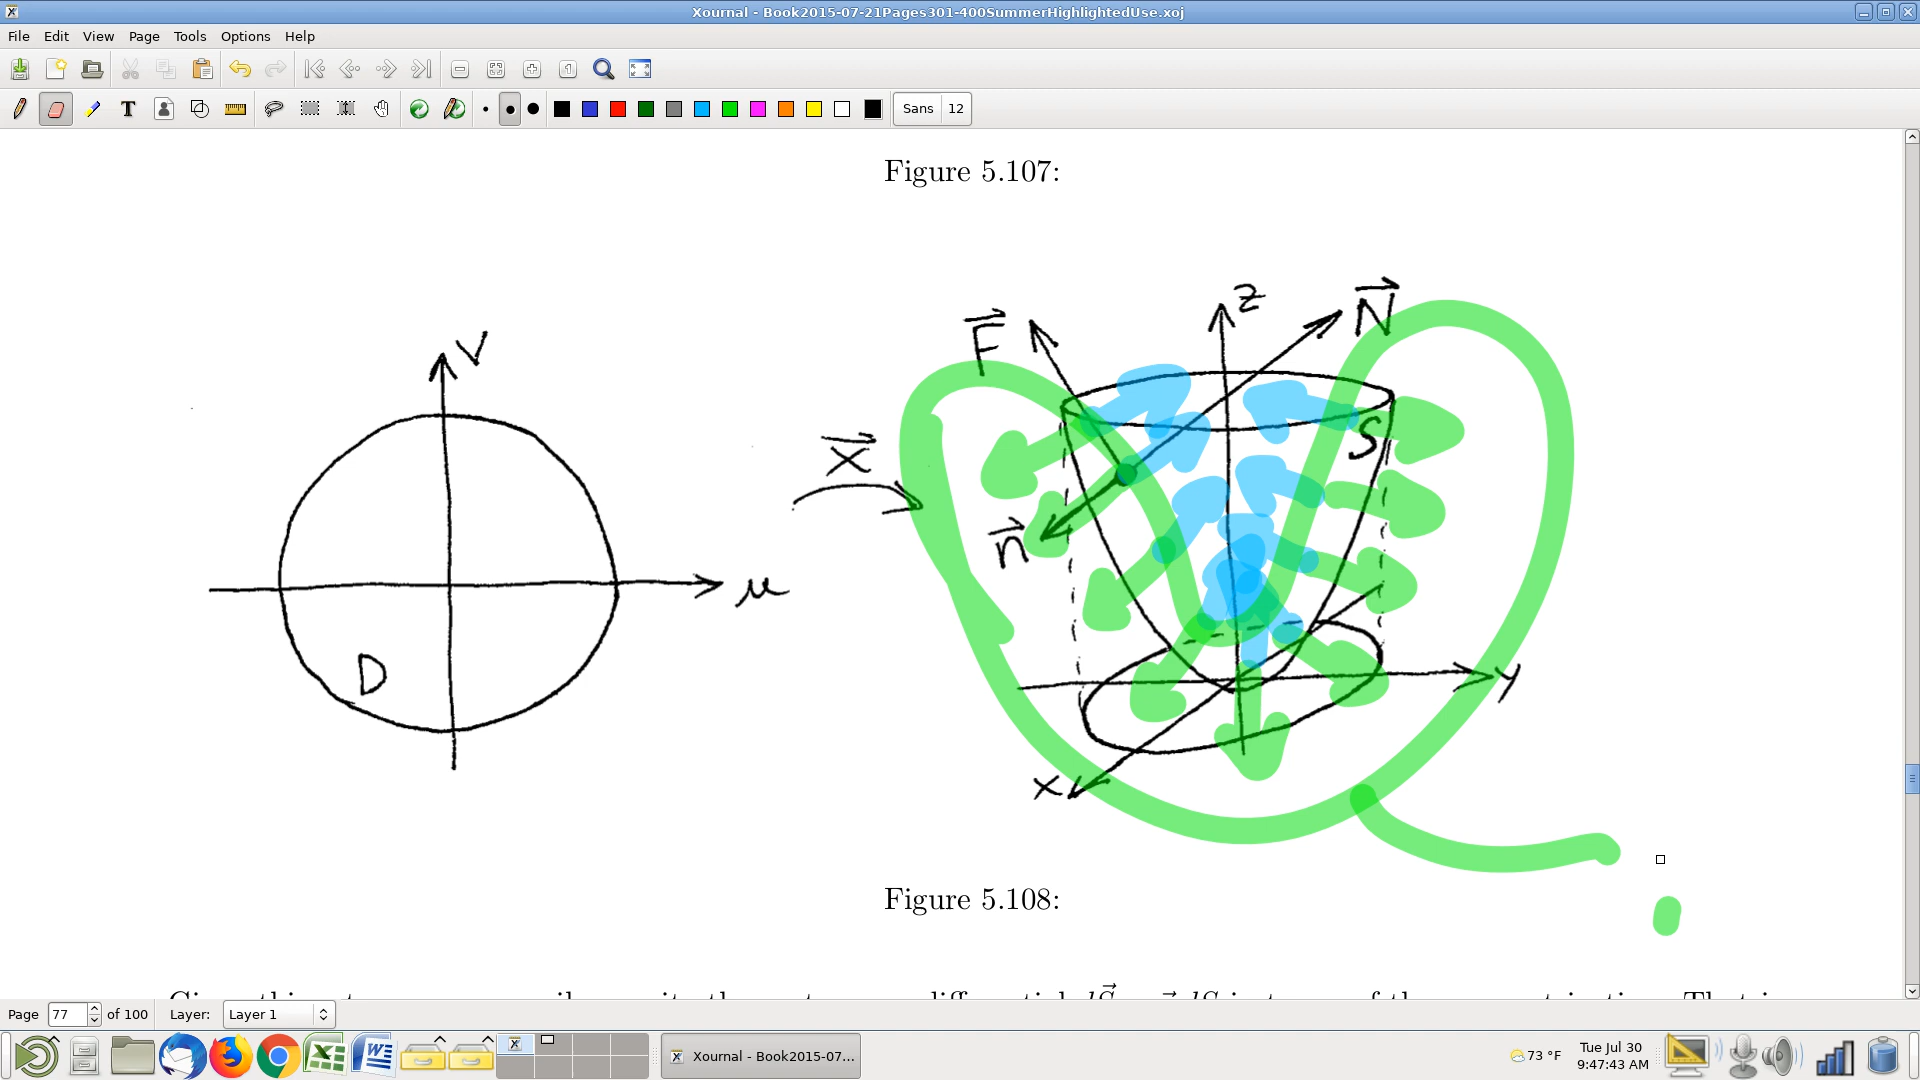 Xournal - Book2015-07-21Pages301-400SummerHighlightedUse.xoj
File Edit View Page Tools Options Help
Sans 12
Figure 5.107:
V
u
D
X
F
z
N
S
n
y
x
Figure 5.108:
Page 77 of 100 Layer: Layer 1
Xournal - Book2015-07...
73 °F
Tue Jul 30
9:47:43 AM